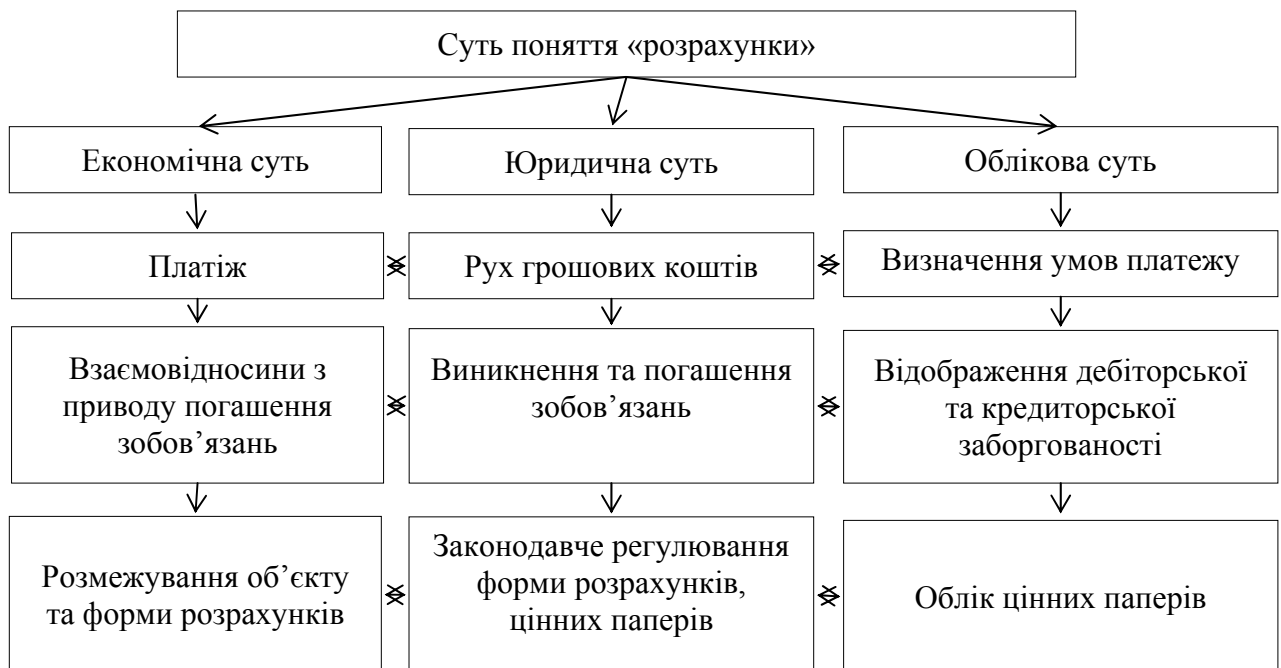 Суть поняття «розрахунки»
Економічна суть
Юридична суть
Облікова суть
Платіж
Рух грошових коштів
Визначення умов платежу
Взаємовідносини з
приводу погашення
зобов’язань
Виникнення та погашення
зобов’язань
Відображення дебіторської
та кредиторської
заборгованості
Розмежування об’єкту
та форми розрахунків
Законодавче регулювання
форми розрахунків,
цінних паперів
Облік цінних паперів